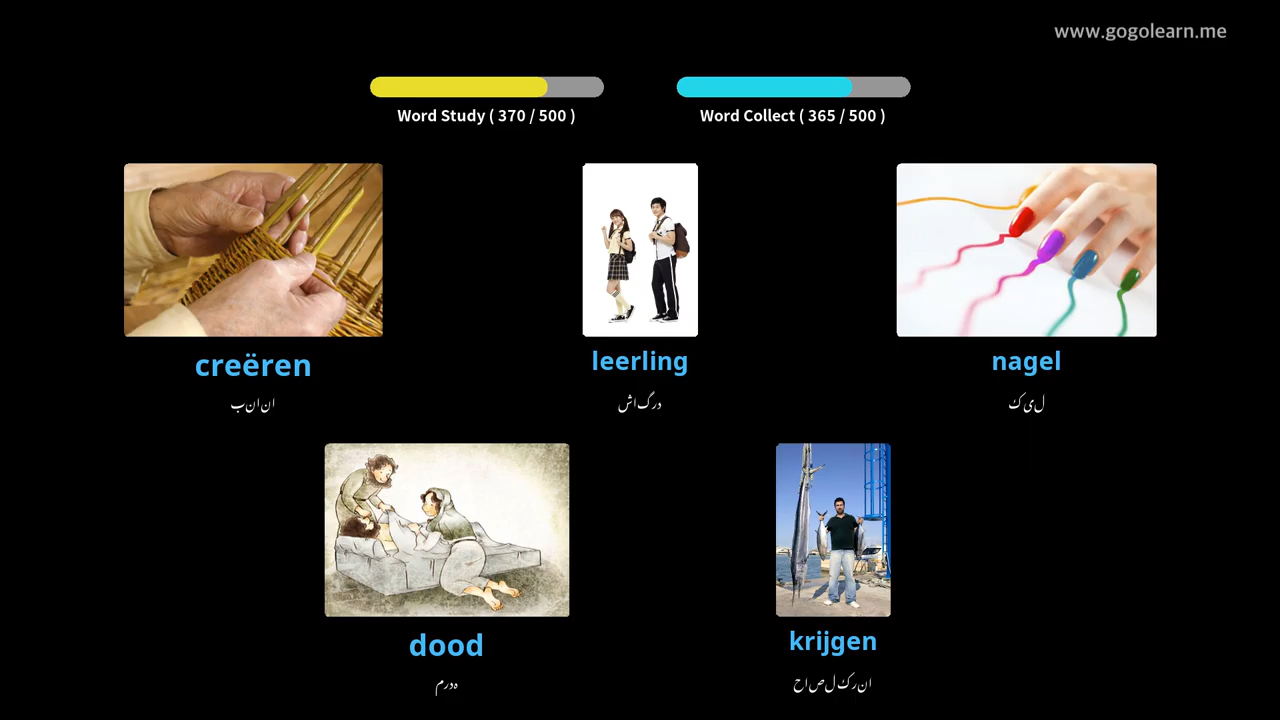 www.gogolearn.me
Word Study ( 370 / 500 )
Word Collect ( 365 / 500 )
creëren
leerling
nagel
بنانا
شاگرد
کیل
dood
krijgen
مردہ
حاصل کرنا